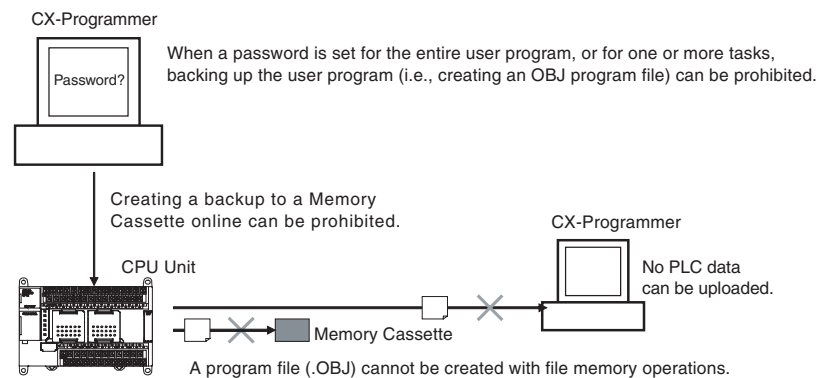 CX-Programmer
Password?
When a password is set for the entire user program, or for one or more tasks,
backing up the user program (i.e., creating an OBJ program file) can be prohibited.
Creating a backup to a Memory
Cassette online can be prohibited.
CX-Programmer
CPU Unit
No PLC data
can be uploaded.
Memory Cassette
A program file (.OBJ) cannot be created with file memory operations.